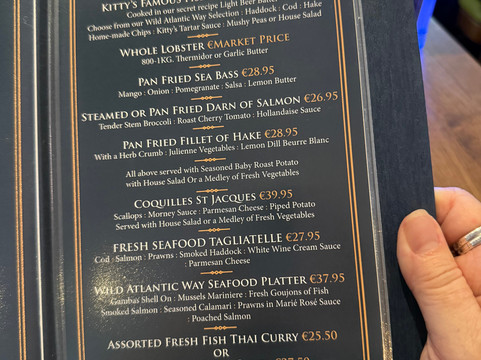 Kitty's Famous
Cooked in our secret recipe Light Beer Batter
Choose from our Wild Atlantic Way Selection : Haddock : Cod : Hake
Home-made Chips : Kitty's Tartar Sauce : Mushy Peas or House Salad
Whole Lobster €Market Price
800-1KG. Thermidor or Garlic Butter
Pan Fried Sea Bass €28.95
Mango : Onion : Pomegranate : Salsa : Lemon Butter
Steamed or Pan Fried Darn of Salmon €26.95
Tender Stem Broccoli : Roast Cherry Tomato : Hollandaise Sauce
Pan Fried Fillet of Hake €28.95
With a Herb Crumb : Julienne Vegetables : Lemon Dill Beurre Blanc
All above served with Seasoned Baby Roast Potato
with House Salad Or a Medley of Fresh Vegetables
Coquilles St Jacques €39.95
Scallops : Morney Sauce : Parmesan Cheese : Piped Potato
Served with House Salad or a Medley of Fresh Vegetables
FRESH SEAFOOD TAGLIATELLE €27.95
Cod : Salmon : Prawns : Smoked Haddock : White Wine Cream Sauce
: Parmesan Cheese
Wild Atlantic Way Seafood Platter €37.95
Gambas Shell On : Mussels Mariniere : Fresh Goujons of Fish
Smoked Salmon : Seasoned Calamari : Prawns in Marié Rosé Sauce
: Poached Salmon
Assorted Fresh Fish Thai Curry €25.50
or